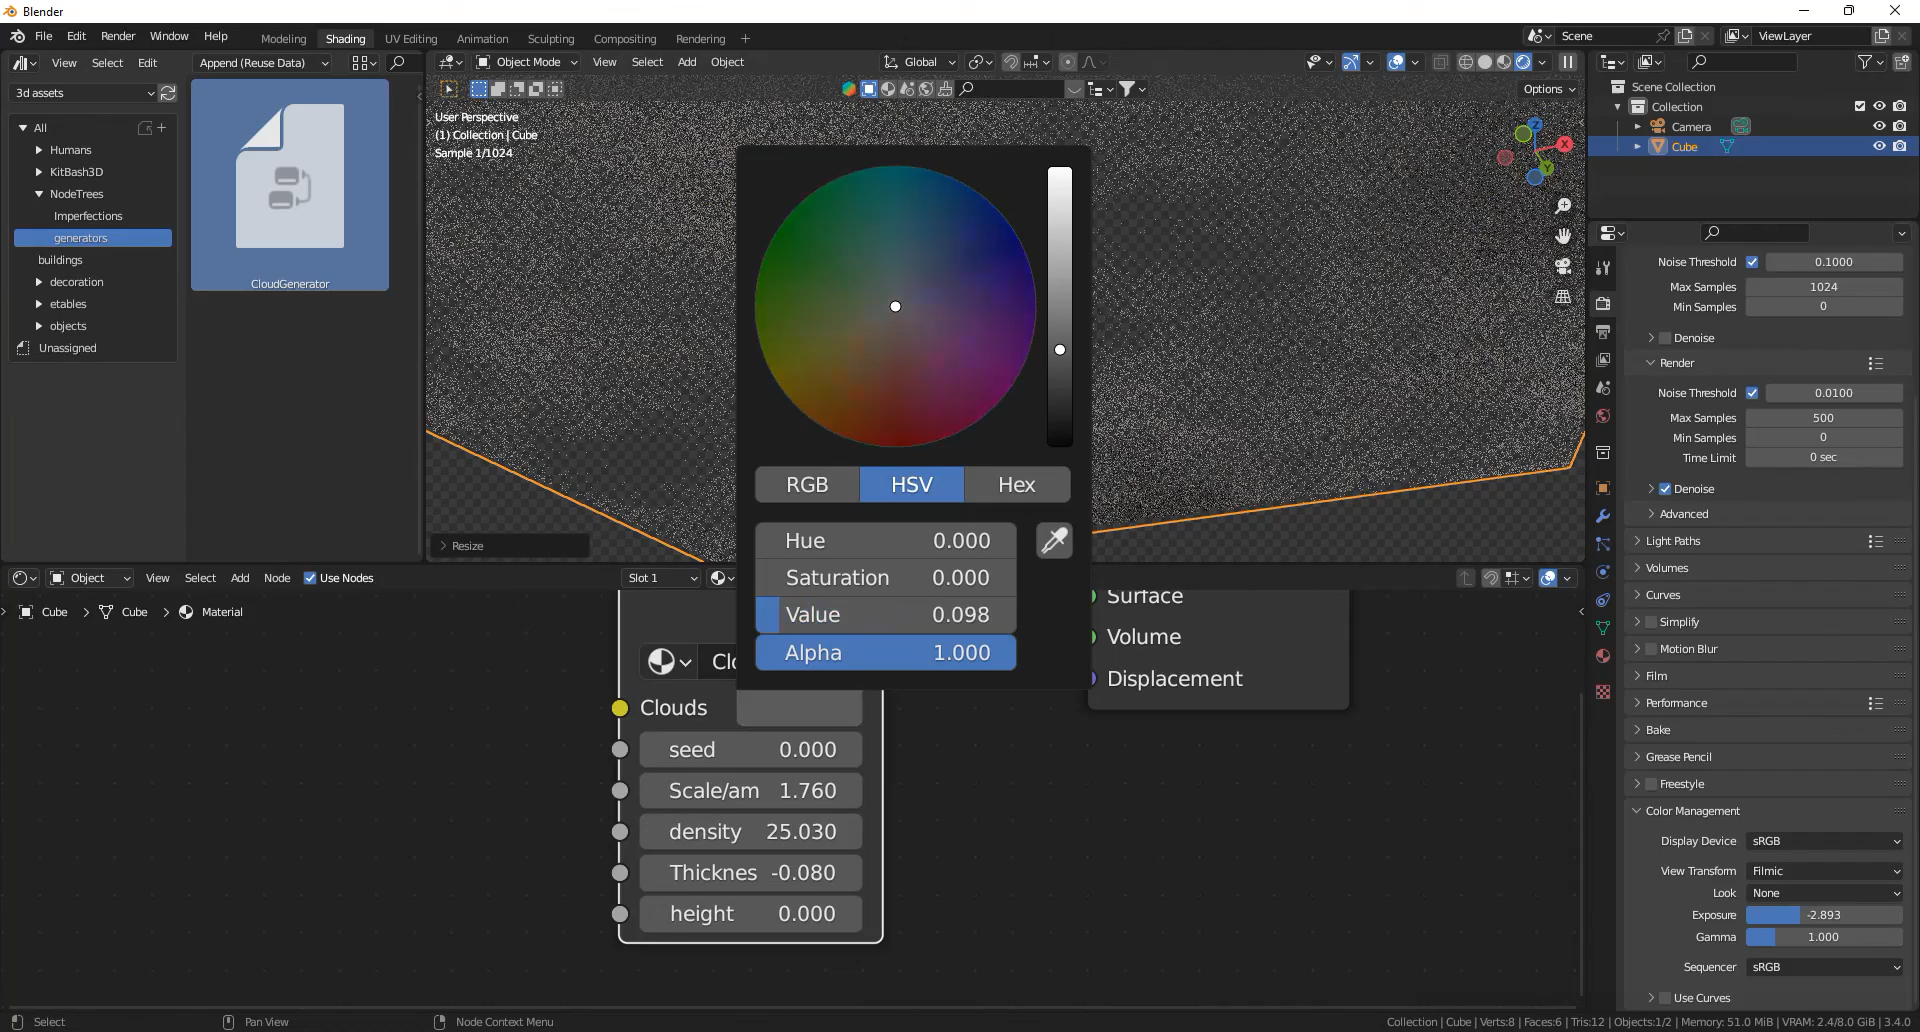 Blender
File Edit Render Window Help
Modeling Shading UV Editing Animation Sculpting Compositing Rendering +
Scene
ViewLayer
View Select Edit Append (Reuse Data)
Object Mode View Select Add Object Global
3d assets
Options
All
Humans
KitBash3D
NodeTrees
Imperfections
generators
buildings
decoration
etables
objects
Unassigned
CloudGenerator
User Perspective
(1) Collection | Cube
Sample 1/1024
Z
X
Y
Resize
RGB HSV Hex
Hue 0.000
Saturation 0.000
Value 0.098
Alpha 1.000
Object View Select Add Node Use Nodes Slot 1
Cube > Cube > Material
Clo
Clouds
seed 0.000
Scale/am 1.760
density 25.030
Thicknes -0.080
height 0.000
Surface
Volume
Displacement
Scene Collection
Collection
Camera
Cube
Noise Threshold 0.1000
Max Samples 1024
Min Samples 0
Denoise
Render
Noise Threshold 0.0100
Max Samples 500
Min Samples 0
Time Limit 0 sec
Denoise
Advanced
Light Paths
Volumes
Curves
Simplify
Motion Blur
Film
Performance
Bake
Grease Pencil
Freestyle
Color Management
Display Device sRGB
View Transform Filmic
Look None
Exposure -2.893
Gamma 1.000
Sequencer sRGB
Use Curves
Select Pan View Node Context Menu
Collection | Cube | Verts:8 | Faces:6 | Tris:12 | Objects:1/2 | Memory: 51.0 MiB | VRAM: 2.4/8.0 GiB | 3.4.0